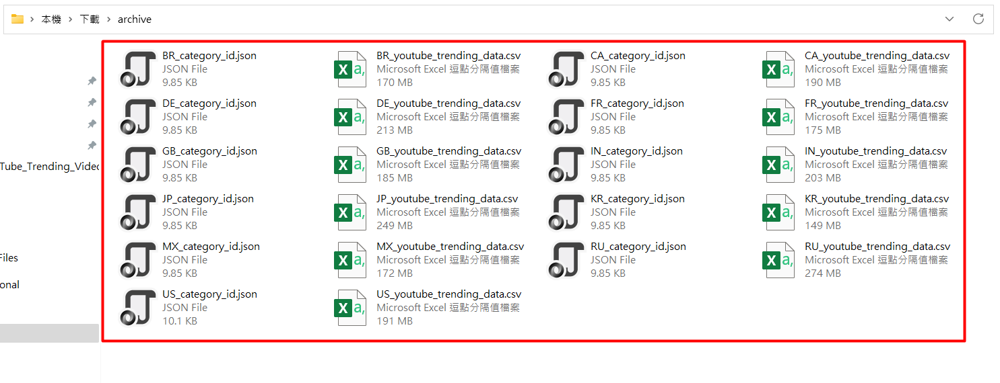 本機 下載 archive
BR_category_id.json
JSON File
9.85 KB
BR_youtube_trending_data.csv
Microsoft Excel 逗點分隔值檔案
170 MB
CA_category_id.json
JSON File
9.85 KB
CA_youtube_trending_data.csv
Microsoft Excel 逗點分隔值檔案
190 MB
DE_category_id.json
JSON File
9.85 KB
DE_youtube_trending_data.csv
Microsoft Excel 逗點分隔值檔案
213 MB
FR_category_id.json
JSON File
9.85 KB
FR_youtube_trending_data.csv
Microsoft Excel 逗點分隔值檔案
175 MB
GB_category_id.json
JSON File
9.85 KB
GB_youtube_trending_data.csv
Microsoft Excel 逗點分隔值檔案
185 MB
IN_category_id.json
JSON File
9.85 KB
IN_youtube_trending_data.csv
Microsoft Excel 逗點分隔值檔案
203 MB
JP_category_id.json
JSON File
9.85 KB
JP_youtube_trending_data.csv
Microsoft Excel 逗點分隔值檔案
249 MB
KR_category_id.json
JSON File
9.85 KB
KR_youtube_trending_data.csv
Microsoft Excel 逗點分隔值檔案
149 MB
MX_category_id.json
JSON File
9.85 KB
MX_youtube_trending_data.csv
Microsoft Excel 逗點分隔值檔案
172 MB
RU_category_id.json
JSON File
9.85 KB
RU_youtube_trending_data.csv
Microsoft Excel 逗點分隔值檔案
274 MB
US_category_id.json
JSON File
10.1 KB
US_youtube_trending_data.csv
Microsoft Excel 逗點分隔值檔案
191 MB
Tube_Trending_Videc
Files
onal